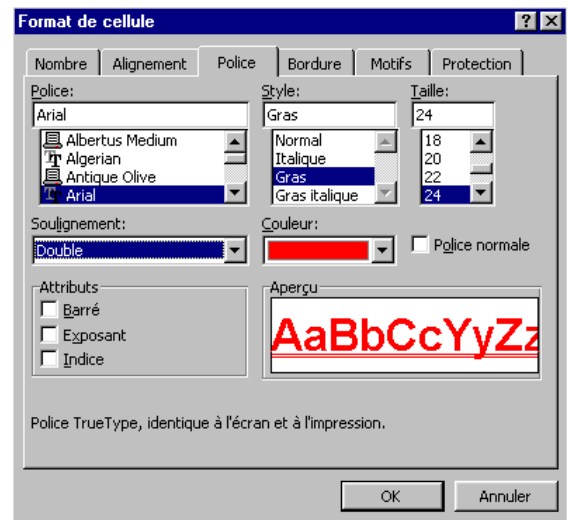 Format de cellule
Nombre Alignement Police Bordure Motifs Protection
Police: Style: Taille:
Arial Gras 24
Albertus Medium Normal 18
Algerian Italique 20
Antique Olive Gras 22
Arial Gras italique 24
Soulignement: Couleur:
Double Police normale
Attributs Aperçu
Barré
Exposant AaBbCcYyZz
Indice
Police TrueType, identique à l'écran et à l'impression.
OK Annuler